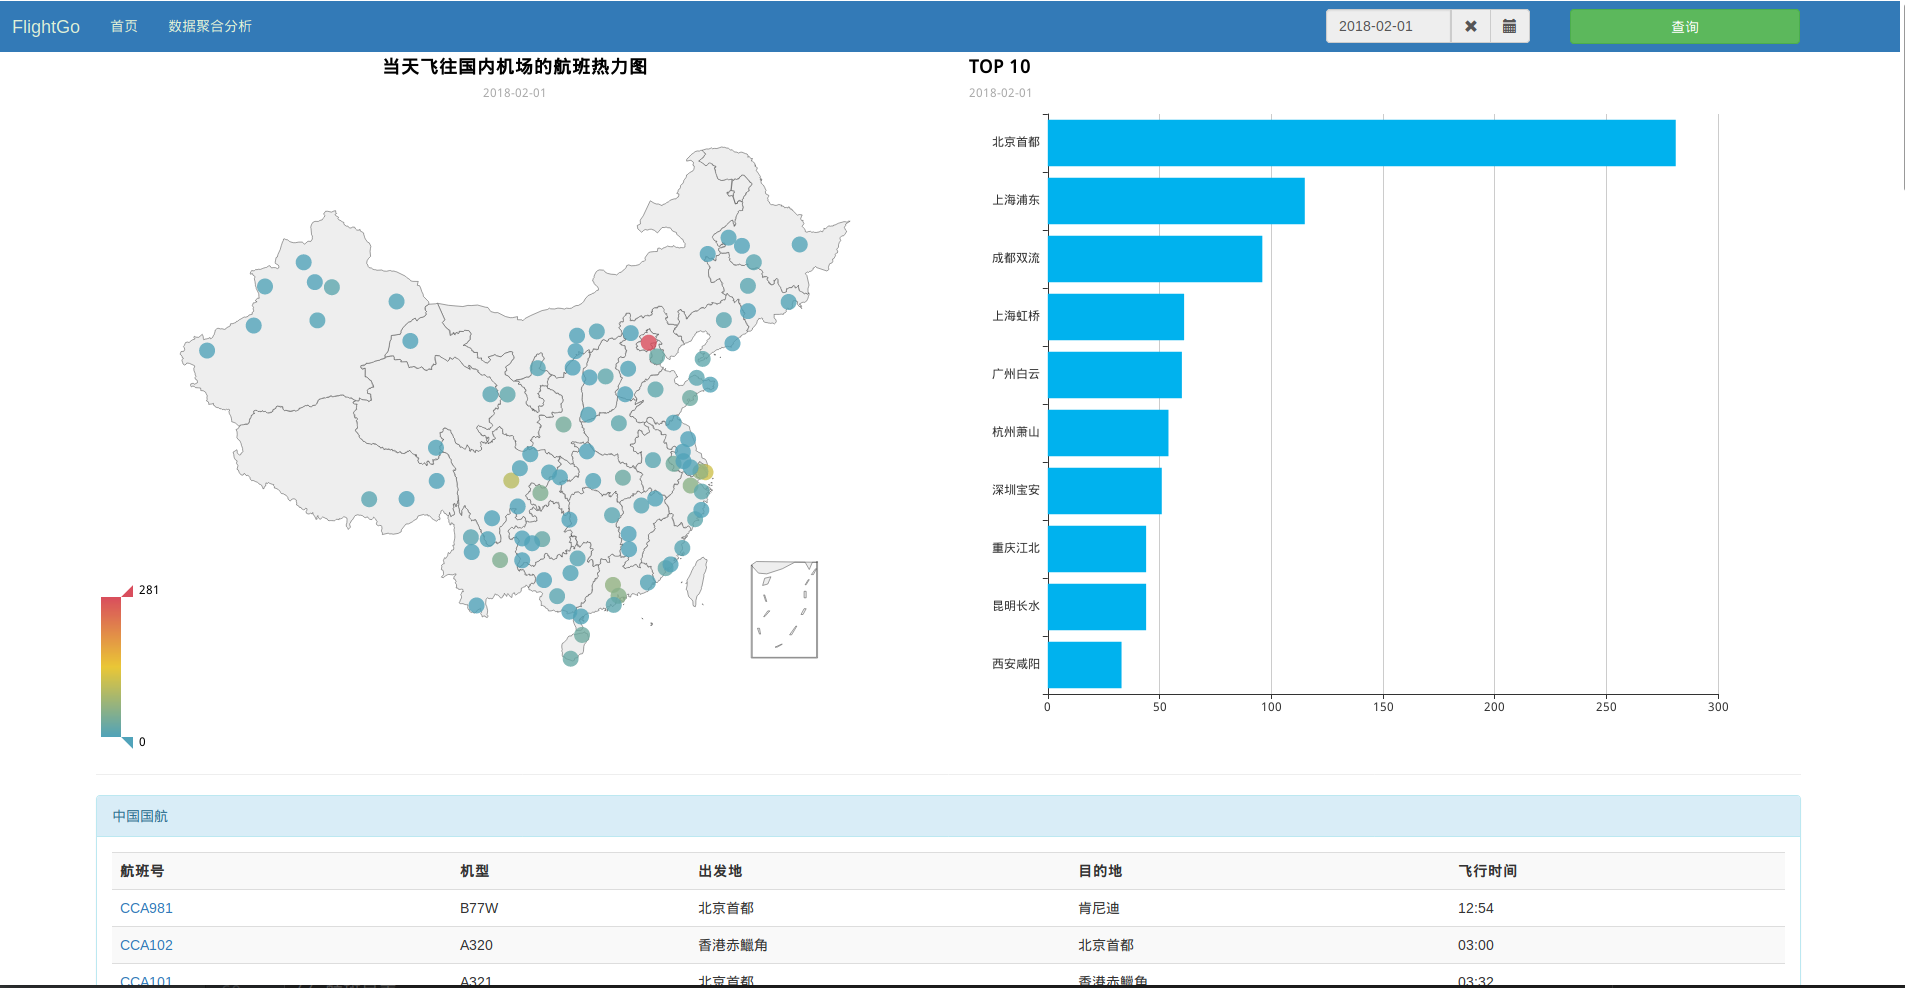 FlightGo 首页 数据聚合分析 2018-02-01 查询
当天飞往国内机场的航班热力图
2018-02-01
281
0
TOP 10
2018-02-01
北京首都
上海浦东
成都双流
上海虹桥
广州白云
杭州萧山
深圳宝安
重庆江北
昆明长水
西安咸阳
0 50 100 150 200 250 300
中国国航
航班号 机型 出发地 目的地 飞行时间
CCA981 B77W 北京首都 肯尼迪 12:54
CCA102 A320 香港赤鱲角 北京首都 03:00
CCA101 A321 北京首都 香港赤鱲角 03:32